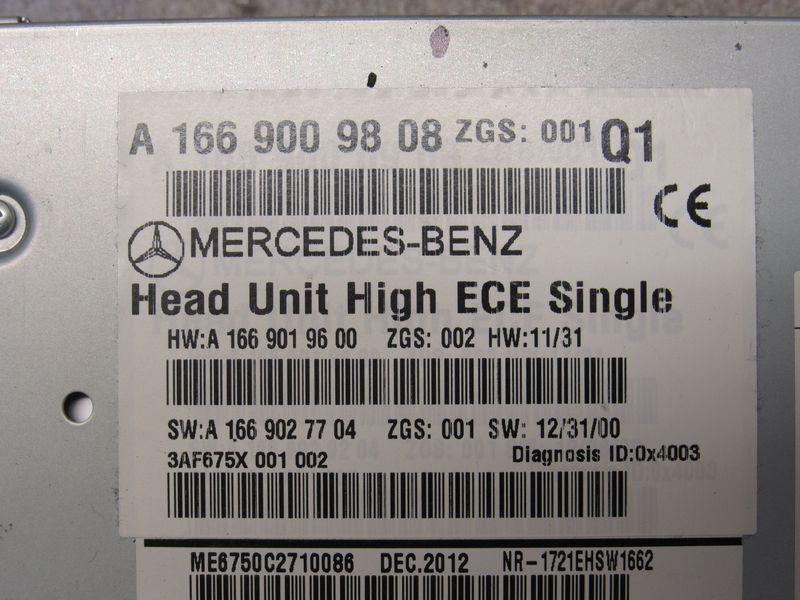 A 166 900 98 08 ZGS: 001 Q1
CE
MERCEDES-BENZ
Head Unit High ECE Single
HW:A 166 901 96 00 ZGS: 002 HW:11/31
SW:A 166 902 77 04 ZGS: 001 SW: 12/31/00
3AF675X 001 002 Diagnosis ID:0x4003
ME6750C2710086 DEC.2012 NR-1721EHSW1662